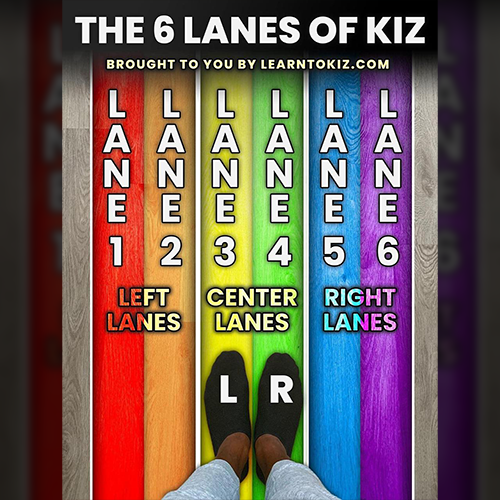 THE 6 LANES OF KIZ
BROUGHT TO YOU BY LEARNTOKIZ.COM
LANE 1
LANE 2
LANE 3
LANE 4
LANE 5
LANE 6
LEFT LANES
CENTER LANES
RIGHT LANES
L R